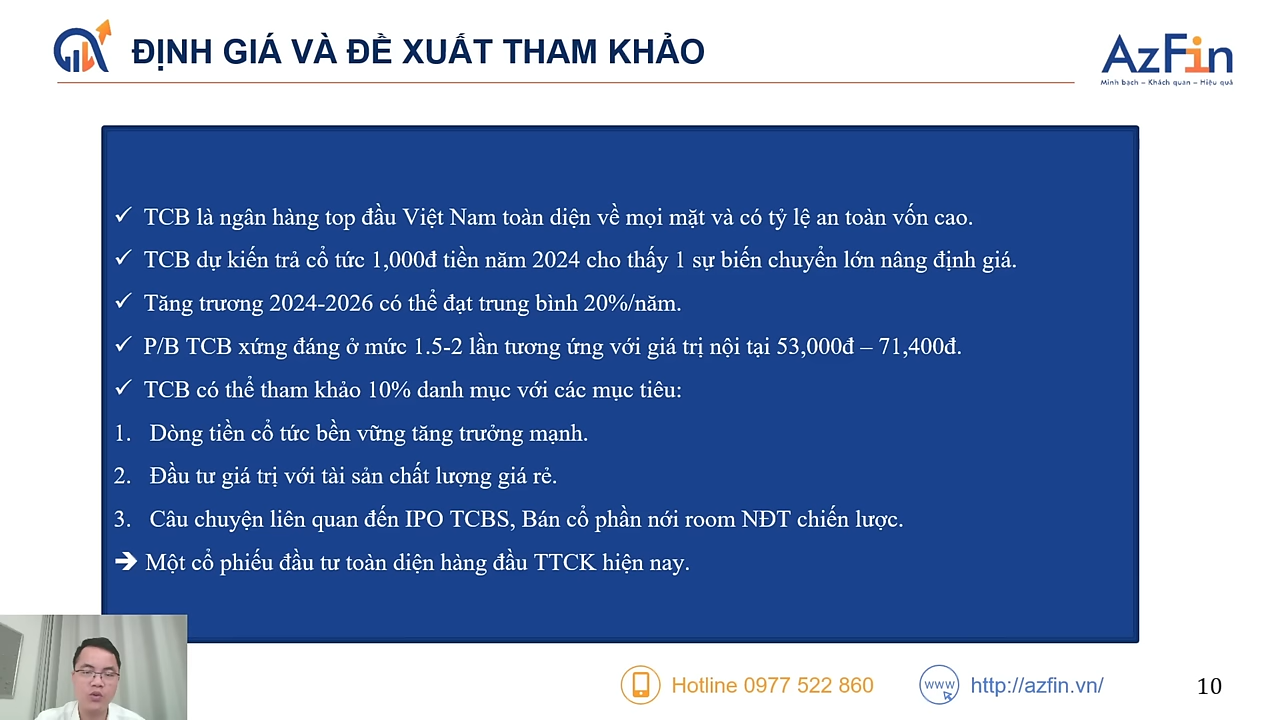 ĐỊNH GIÁ VÀ ĐỀ XUẤT THAM KHẢO
AzFin
Minh bạch – Khách quan – Hiệu quả
✓ TCB là ngân hàng top đầu Việt Nam toàn diện về mọi mặt và có tỷ lệ an toàn vốn cao.
✓ TCB dự kiến trả cổ tức 1,000đ tiền năm 2024 cho thấy 1 sự biến chuyển lớn nâng định giá.
✓ Tăng trương 2024-2026 có thể đạt trung bình 20%/năm.
✓ P/B TCB xứng đáng ở mức 1.5-2 lần tương ứng với giá trị nội tại 53,000đ – 71,400đ.
✓ TCB có thể tham khảo 10% danh mục với các mục tiêu:
1. Dòng tiền cổ tức bền vững tăng trưởng mạnh.
2. Đầu tư giá trị với tài sản chất lượng giá rẻ.
3. Câu chuyện liên quan đến IPO TCBS, Bán cổ phần nới room NĐT chiến lược.
➔ Một cổ phiếu đầu tư toàn diện hàng đầu TTCK hiện nay.
Hotline 0977 522 860
www
http://azfin.vn/
10